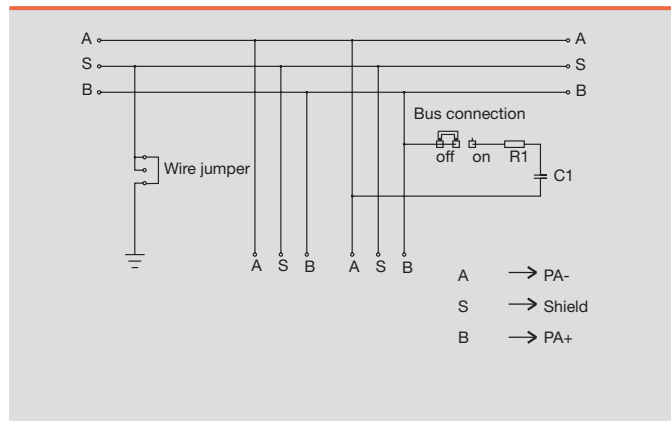 A A
S S
B B
Bus connection
off on R1
C1
Wire jumper
A S B A S B
A PA-
S Shield
B PA+